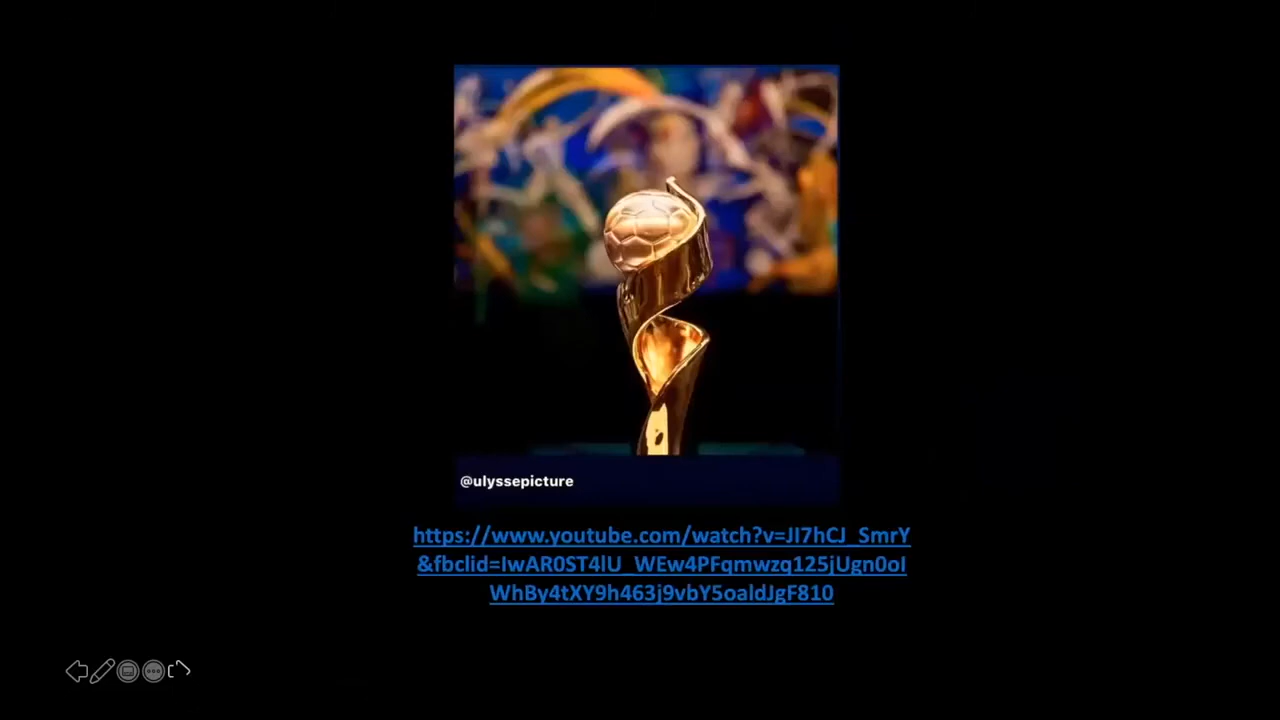 @ulyssepicture
https://www.youtube.com/watch?v=JI7hCJ_SmrY
&fbclid=IwAR0ST4lU_WEw4PFqmwzq125jUgn0oI
WhBy4tXY9h463j9vbY5oaldJgF810